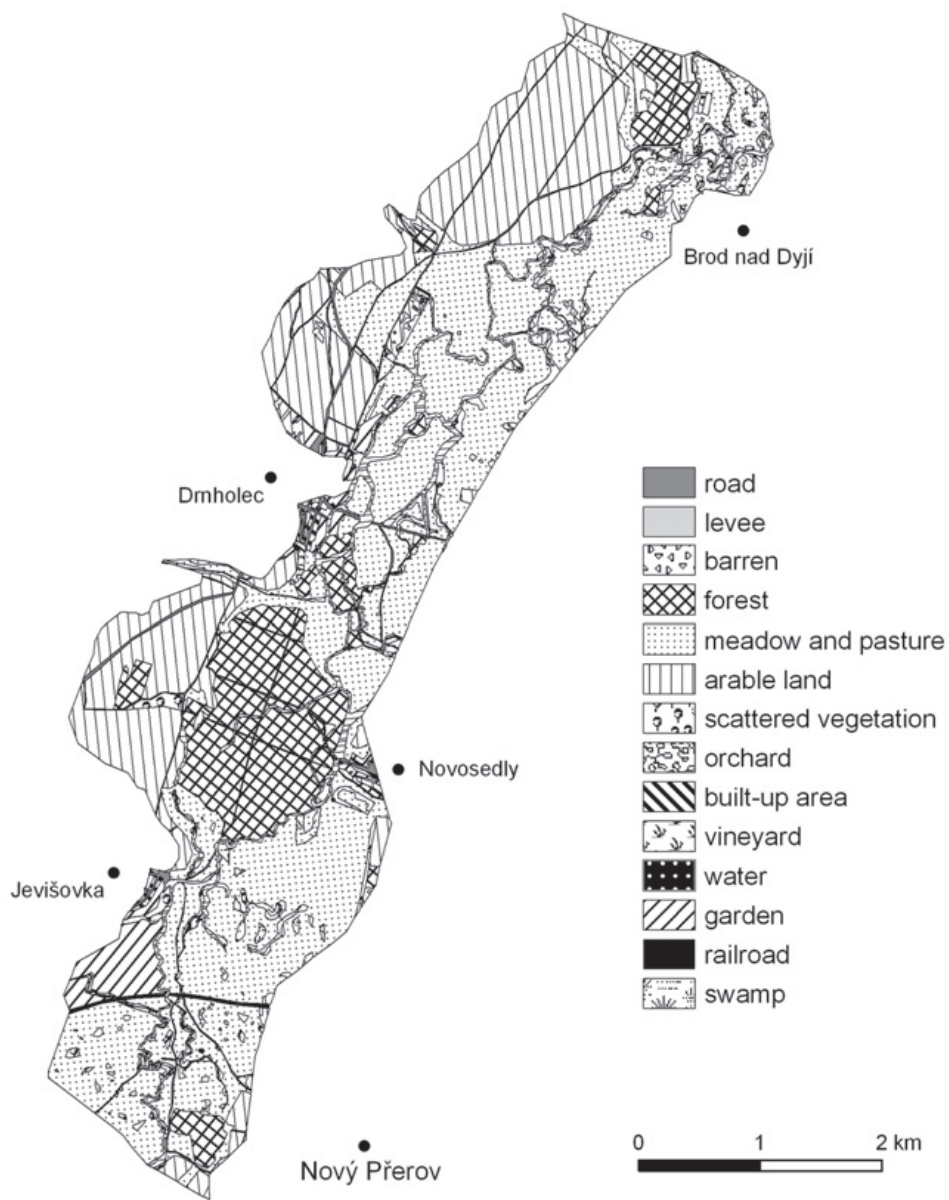 Brod nad Dyjí
Drnholec
Novosedly
Jevišovka
Nový Přerov
road
levee
barren
forest
meadow and pasture
arable land
scattered vegetation
orchard
built-up area
vineyard
water
garden
railroad
swamp
0 1 2 km